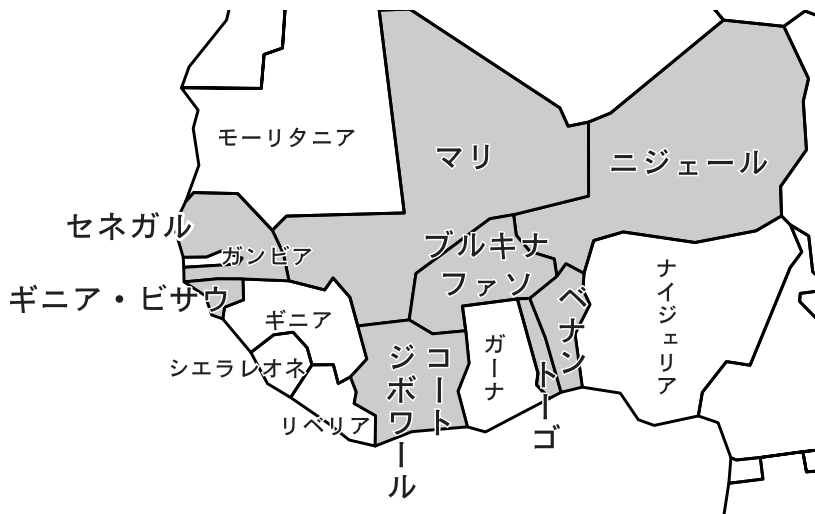 モーリタニア
マリ
ニジェール
セネガル
ガンビア
ブルキナ
ファソ
ギニア・ビサウ
ギニア
シエラレオネ
リベリア
コート
ジボワール
ガーナ
トーゴ
ベナン
ナイジェリア